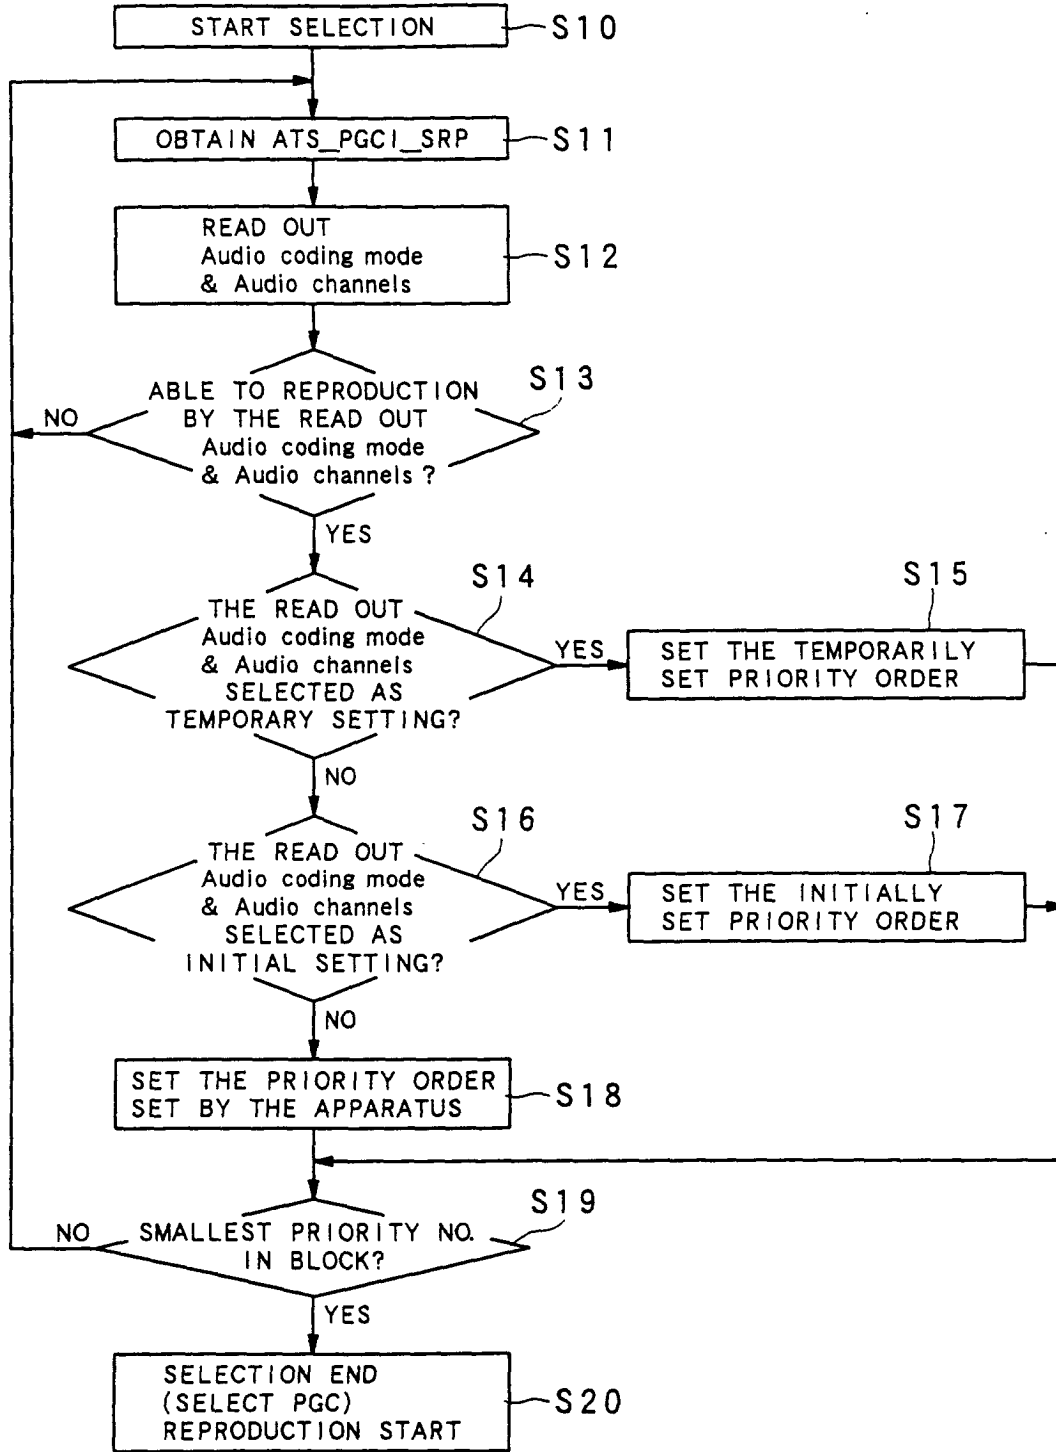 START SELECTION
S10
OBTAIN ATS_PGCI_SRP
S11
READ OUT
Audio coding mode
& Audio channels
S12
ABLE TO REPRODUCTION
BY THE READ OUT
Audio coding mode
& Audio channels ?
S13
NO
YES
THE READ OUT
Audio coding mode
& Audio channels
SELECTED AS
TEMPORARY SETTING?
S14
YES
SET THE TEMPORARILY
SET PRIORITY ORDER
S15
NO
THE READ OUT
Audio coding mode
& Audio channels
SELECTED AS
INITIAL SETTING?
S16
YES
SET THE INITIALLY
SET PRIORITY ORDER
S17
NO
SET THE PRIORITY ORDER
SET BY THE APPARATUS
S18
SMALLEST PRIORITY NO.
IN BLOCK?
S19
NO
YES
SELECTION END
(SELECT PGC)
REPRODUCTION START
S20